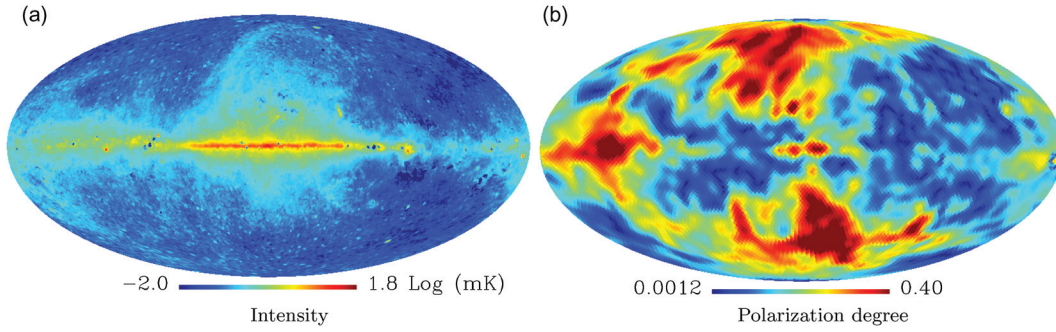 (a)
(b)
−2.0 1.8 Log (mK)
Intensity
0.0012 0.40
Polarization degree